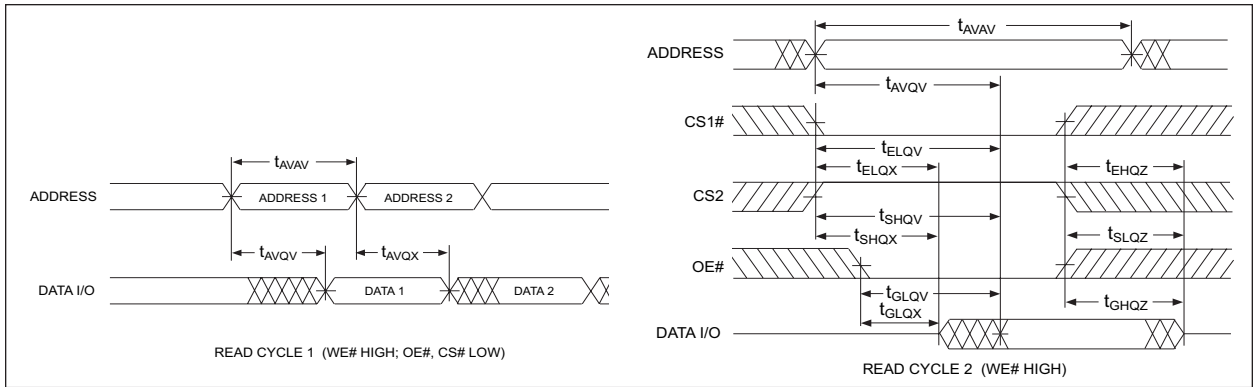 tAVAV
ADDRESS
ADDRESS 1
ADDRESS 2
tAVQV
tAVQX
DATA I/O
DATA 1
DATA 2
READ CYCLE 1 (WE# HIGH; OE#, CS# LOW)
tAVAV
ADDRESS
tAVQV
CS1#
tELQV
tELQX
tEHQZ
CS2
tSHQV
tSHQX
tSLQZ
OE#
tGLQV
tGLQX
tGHQZ
DATA I/O
READ CYCLE 2 (WE# HIGH)